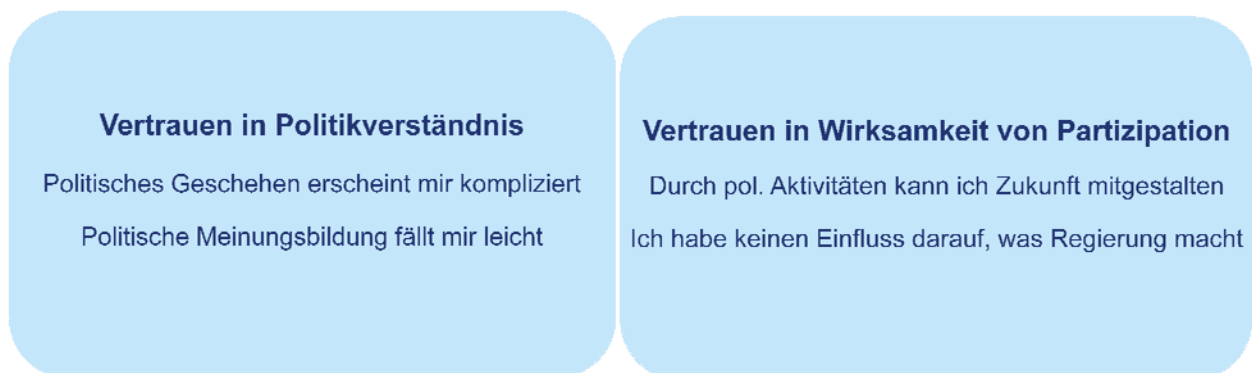 Vertrauen in Politikverständnis
Politisches Geschehen erscheint mir kompliziert
Politische Meinungsbildung fällt mir leicht
Vertrauen in Wirksamkeit von Partizipation
Durch pol. Aktivitäten kann ich Zukunft mitgestalten
Ich habe keinen Einfluss darauf, was Regierung macht